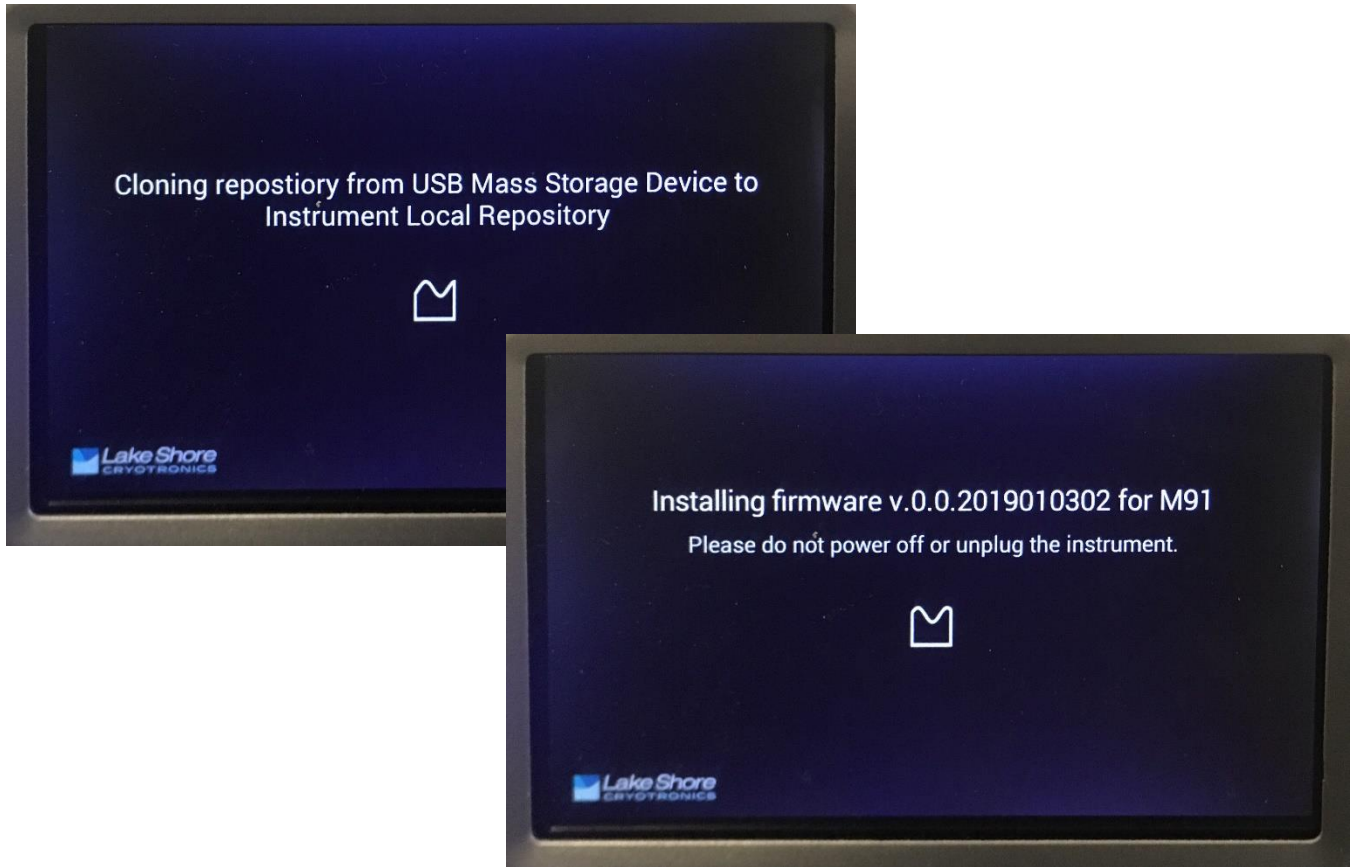 Cloning repostiory from USB Mass Storage Device to
Instrument Local Repository
Lake Shore
CRYOTRONICS
Installing firmware v.0.0.2019010302 for M91
Please do not power off or unplug the instrument.
Lake Shore
CRYOTRONICS